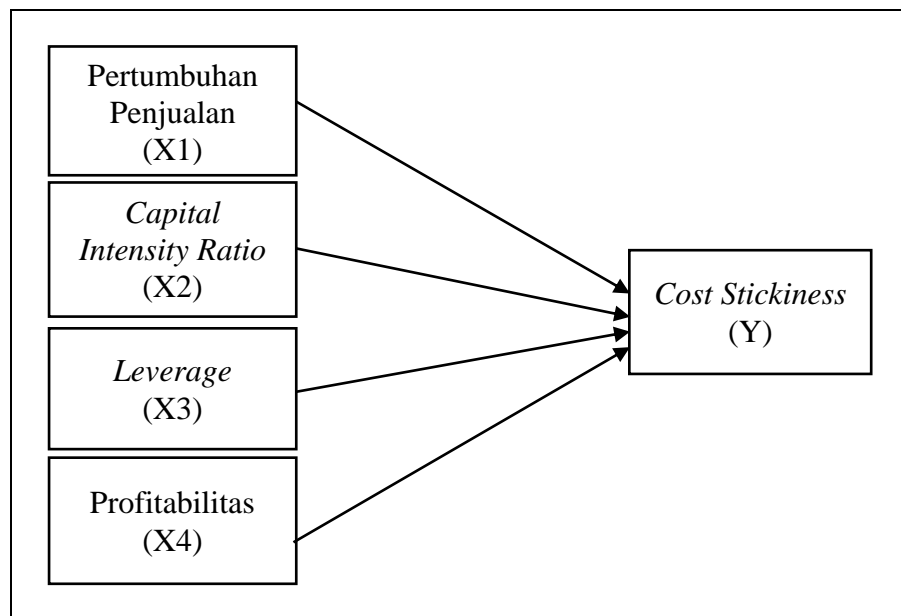 Pertumbuhan
Penjualan
(X1)
Capital
Intensity Ratio
(X2)
Leverage
(X3)
Profitabilitas
(X4)
Cost Stickiness
(Y)